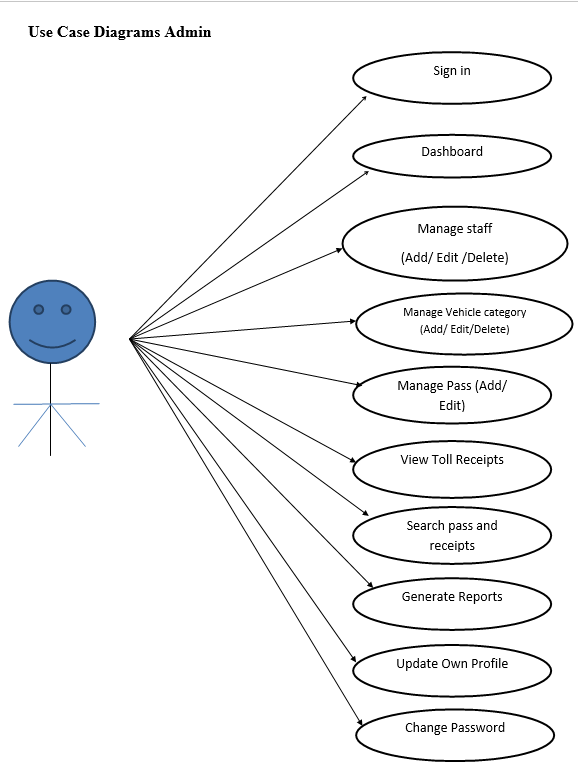 Use Case Diagrams Admin
Sign in
Dashboard
Manage staff
(Add/ Edit /Delete)
Manage Vehicle category
(Add/ Edit/Delete)
Manage Pass (Add/
Edit)
View Toll Receipts
Search pass and
receipts
Generate Reports
Update Own Profile
Change Password